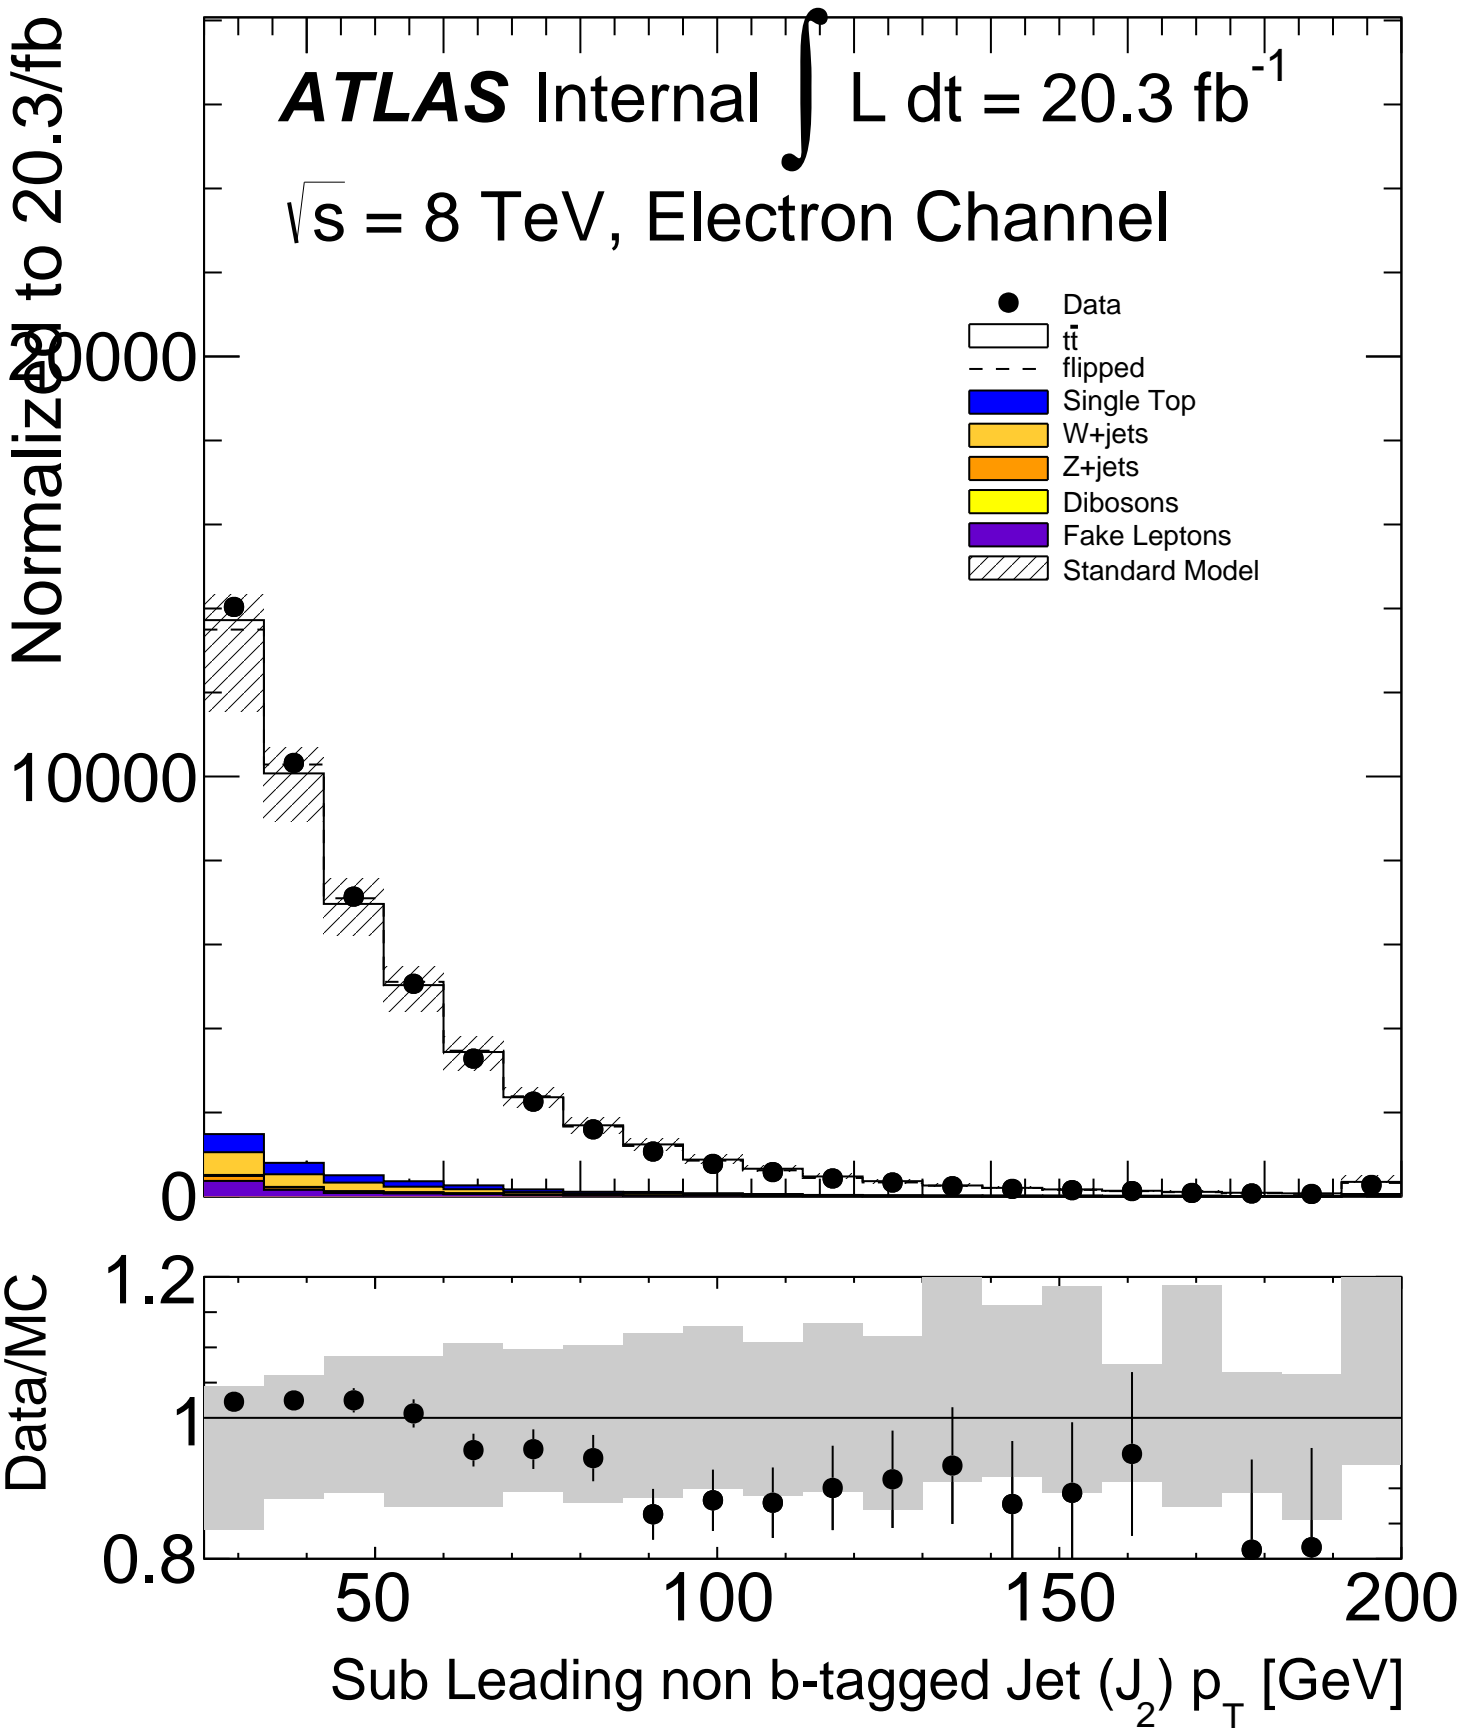 Normalized to 20.3/fb
ATLAS Internal ∫ L dt = 20.3 fb⁻¹
√s = 8 TeV, Electron Channel
Data
tt̄
flipped
Single Top
W+jets
Z+jets
Dibosons
Fake Leptons
Standard Model
20000
10000
0
Data/MC
1.2
1
0.8
50 100 150 200
Sub Leading non b-tagged Jet (J₂) p_T [GeV]